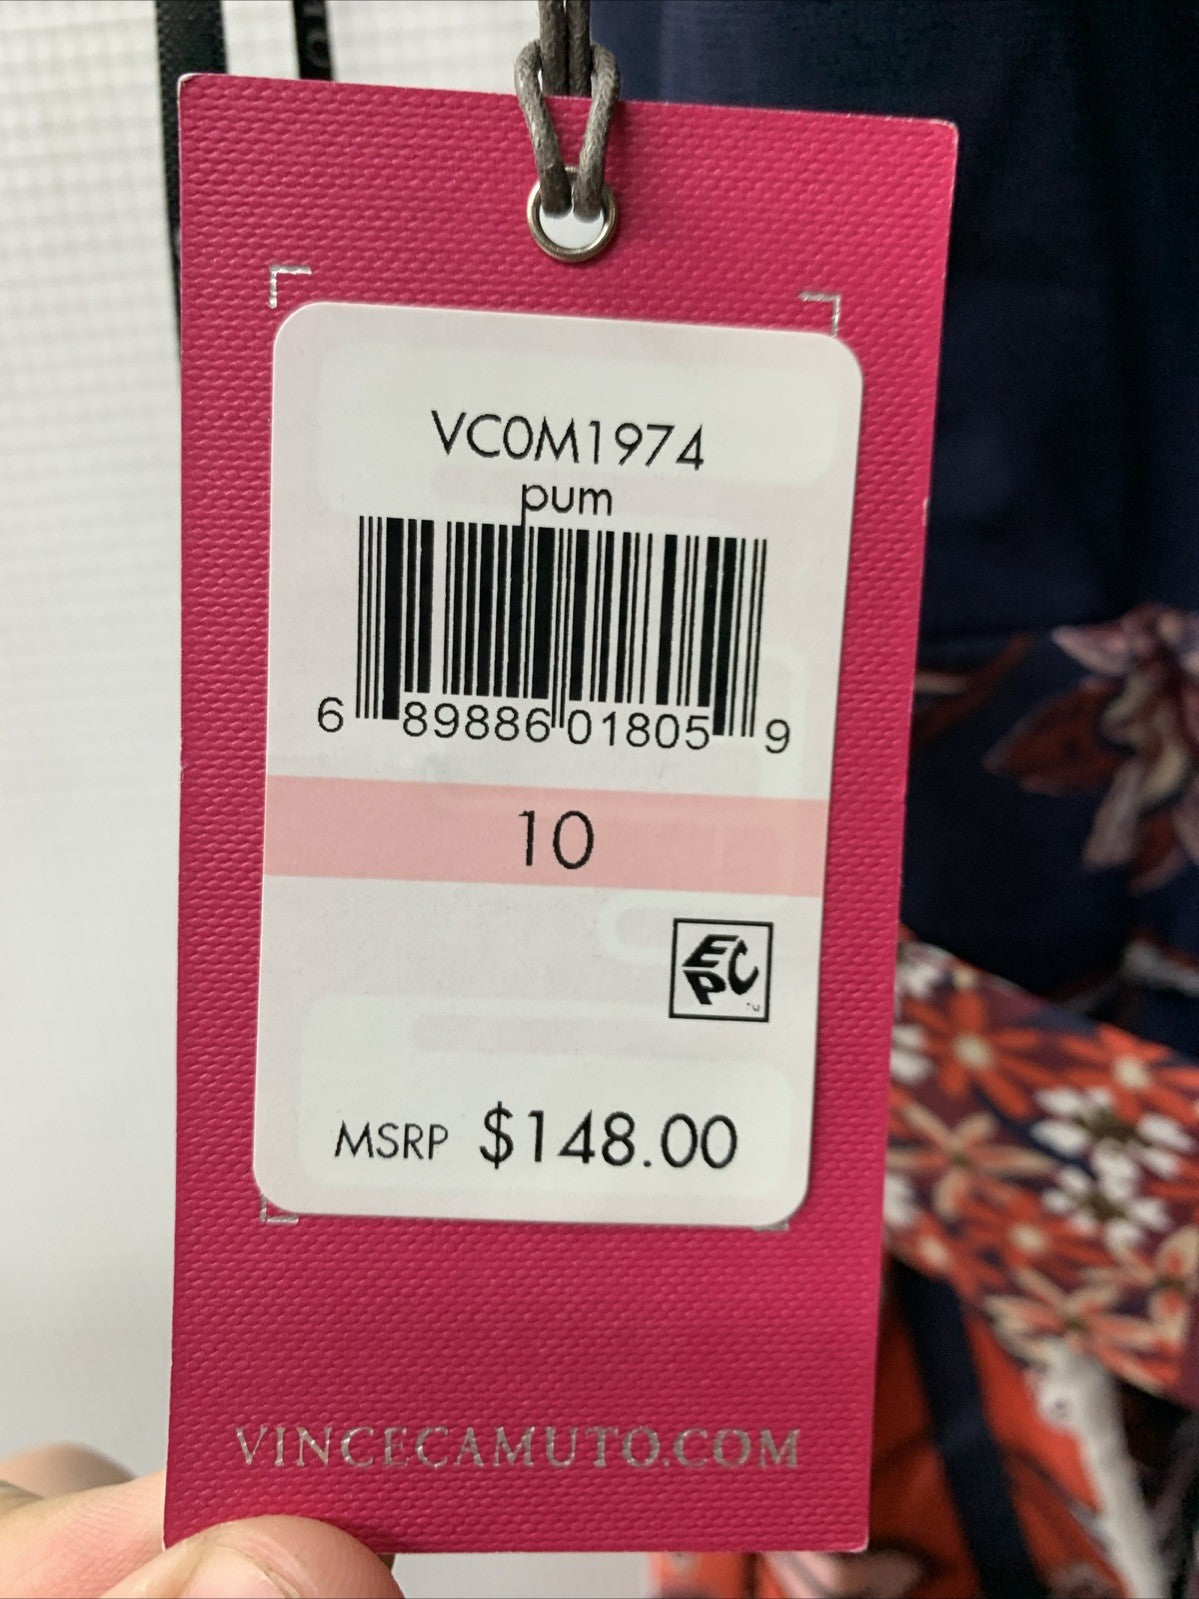 VC0M1974
pum
6 89886 01805 9
10
EPC
MSRP $148.00
VINCECAMUTO.COM